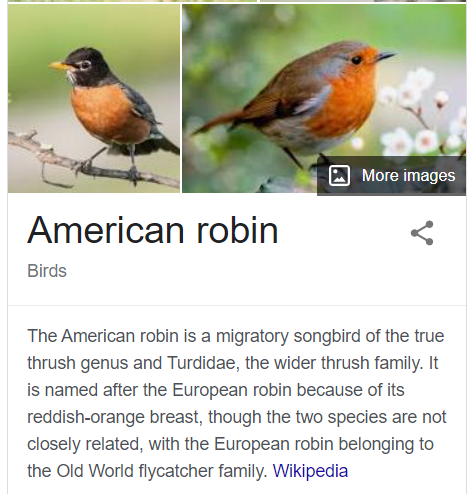 More images
American robin
Birds
The American robin is a migratory songbird of the true
thrush genus and Turdidae, the wider thrush family. It
is named after the European robin because of its
reddish-orange breast, though the two species are not
closely related, with the European robin belonging to
the Old World flycatcher family. Wikipedia